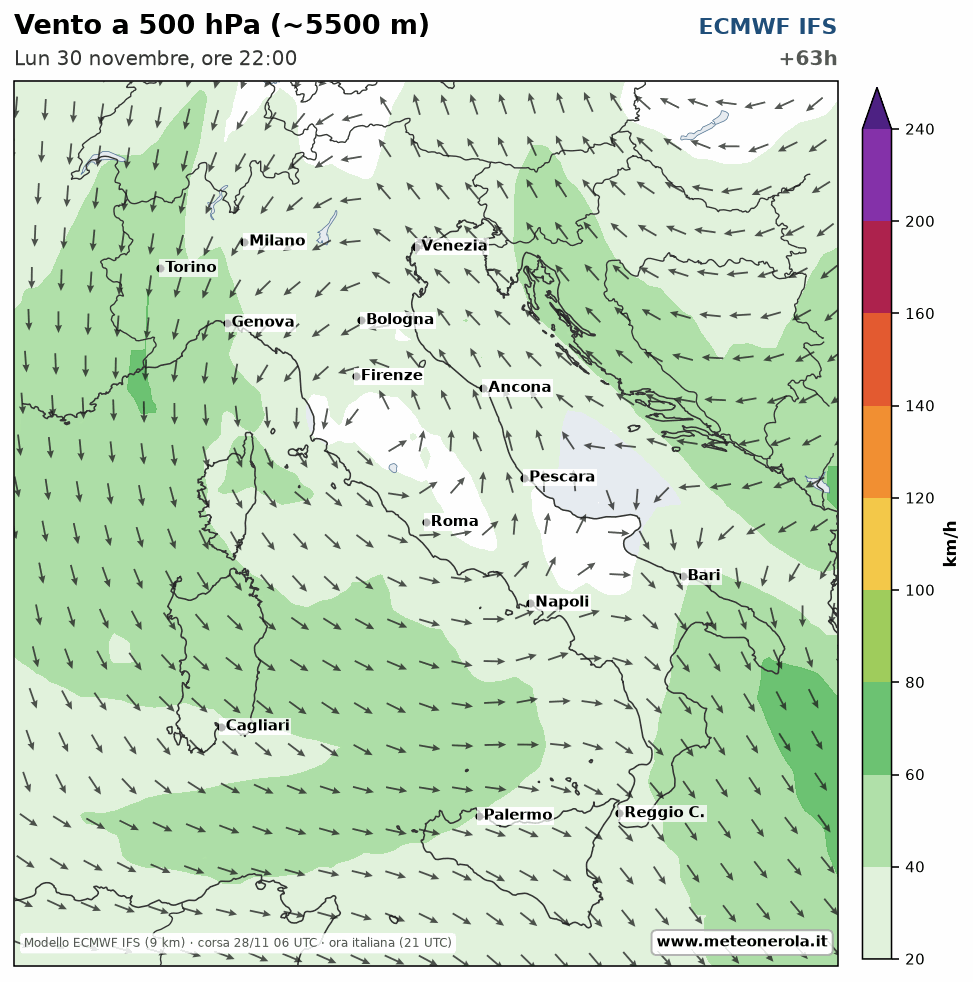 Vento a 500 hPa (~5500 m)
ECMWF IFS
Lun 30 novembre, ore 22:00
+63h
Milano
Venezia
Torino
Genova
Bologna
Firenze
Ancona
Pescara
Roma
Bari
Napoli
Cagliari
Palermo
Reggio C.
240
200
160
140
120
100
80
60
40
20
km/h
Modello ECMWF IFS (9 km) · corsa 28/11 06 UTC · ora italiana (21 UTC)
www.meteonerola.it